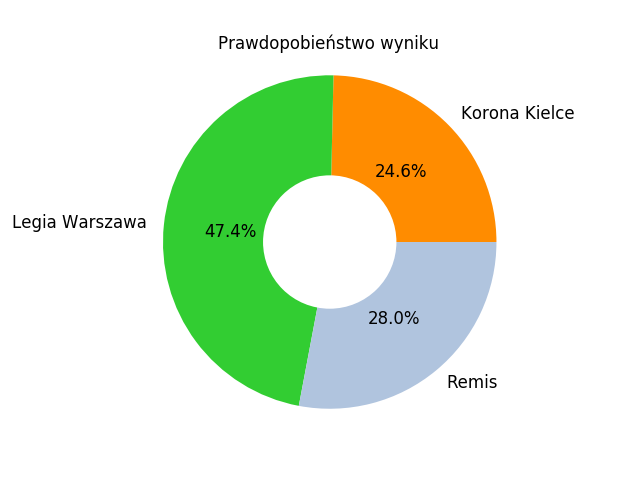 Prawdopobieństwo wyniku
Korona Kielce
24.6%
Legia Warszawa
47.4%
28.0%
Remis